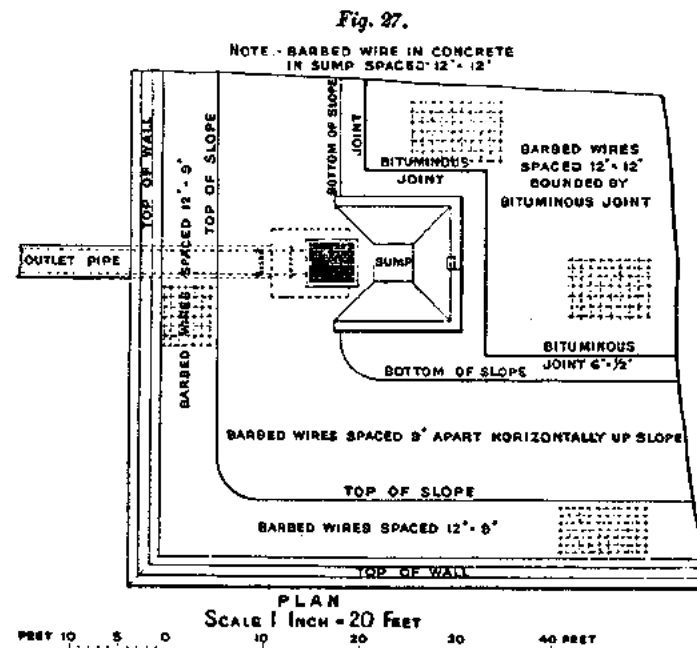 Fig. 27.
NOTE.- BARBED WIRE IN CONCRETE
IN SUMP SPACED 12" × 12"
TOP OF WALL
BARBED WIRES SPACED 12" × 9"
TOP OF SLOPE
BOTTOM OF SLOPE
JOINT
BITUMINOUS
JOINT
BARBED WIRES
SPACED 12" × 12"
BOUNDED BY
BITUMINOUS JOINT
OUTLET PIPE
SUMP
BITUMINOUS
JOINT 6" × ½"
BOTTOM OF SLOPE
BARBED WIRES SPACED 9" APART HORIZONTALLY UP SLOPE
TOP OF SLOPE
BARBED WIRES SPACED 12" × 9"
TOP OF WALL
PLAN
SCALE 1 INCH = 20 FEET
FEET 10 5 0 10 20 30 40 FEET